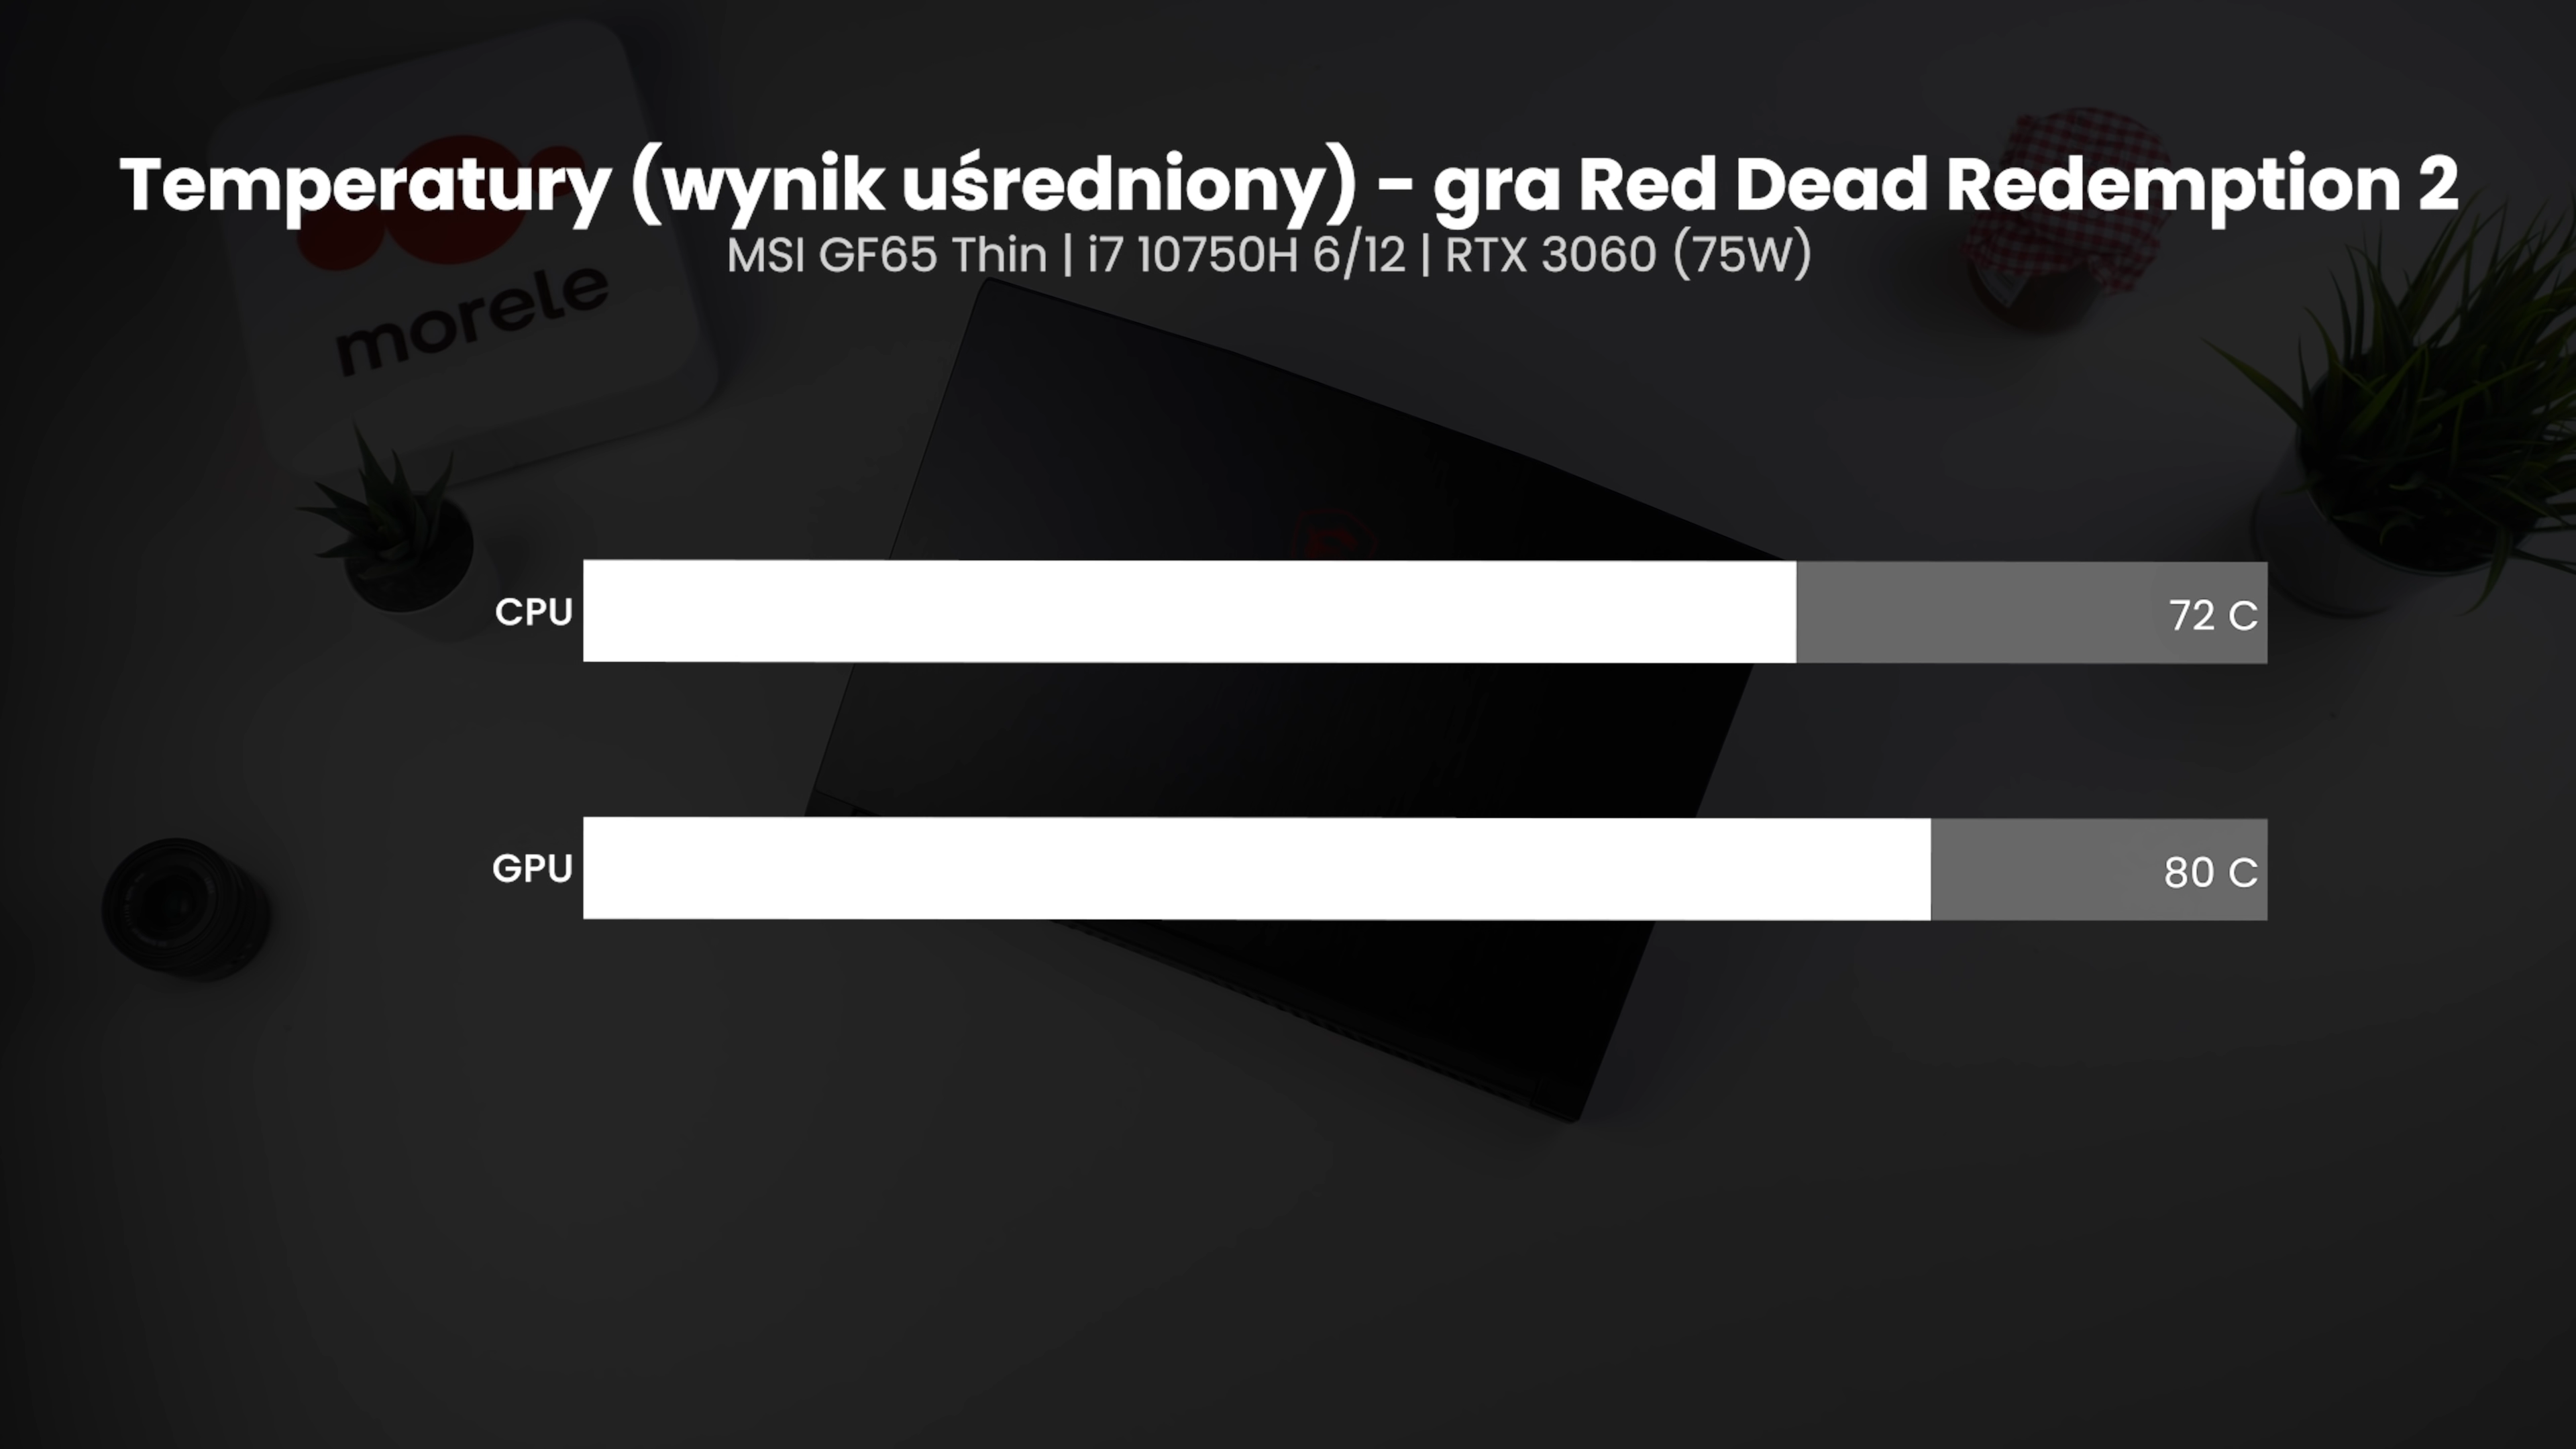 Temperatury (wynik uśredniony) - gra Red Dead Redemption 2
MSI GF65 Thin | i7 10750H 6/12 | RTX 3060 (75W)
morele
CPU 72 C
GPU 80 C